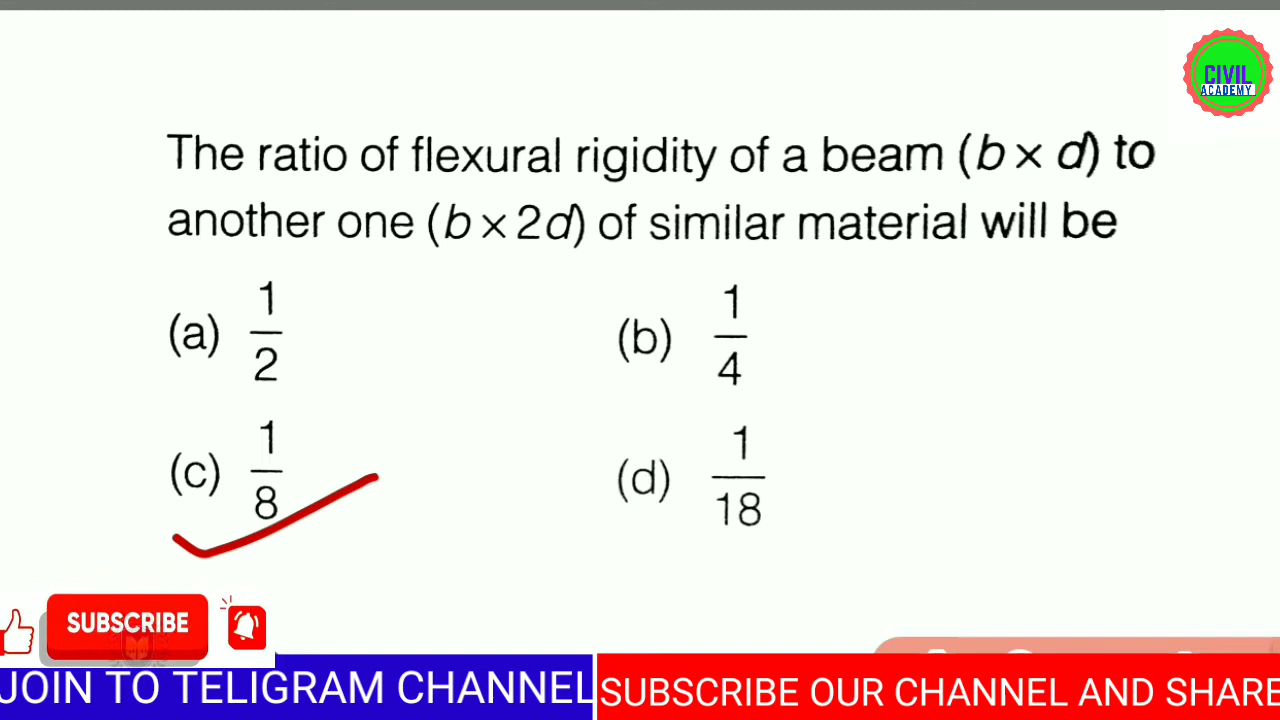 CIVIL
ACADEMY
The ratio of flexural rigidity of a beam (b × d) to
another one (b × 2d) of similar material will be
(a) 1/2 (b) 1/4
(c) 1/8 (d) 1/18
SUBSCRIBE
JOIN TO TELIGRAM CHANNEL SUBSCRIBE OUR CHANNEL AND SHARE